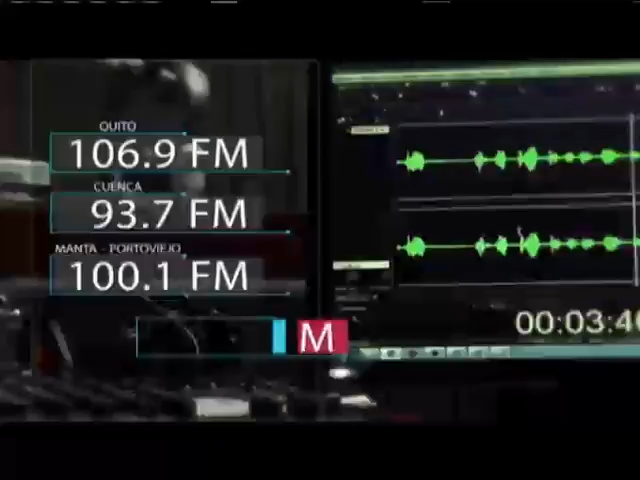 QUITO
106.9 FM
CUENCA
93.7 FM
MANTA - PORTOVIEJO
100.1 FM
M
00:03:4